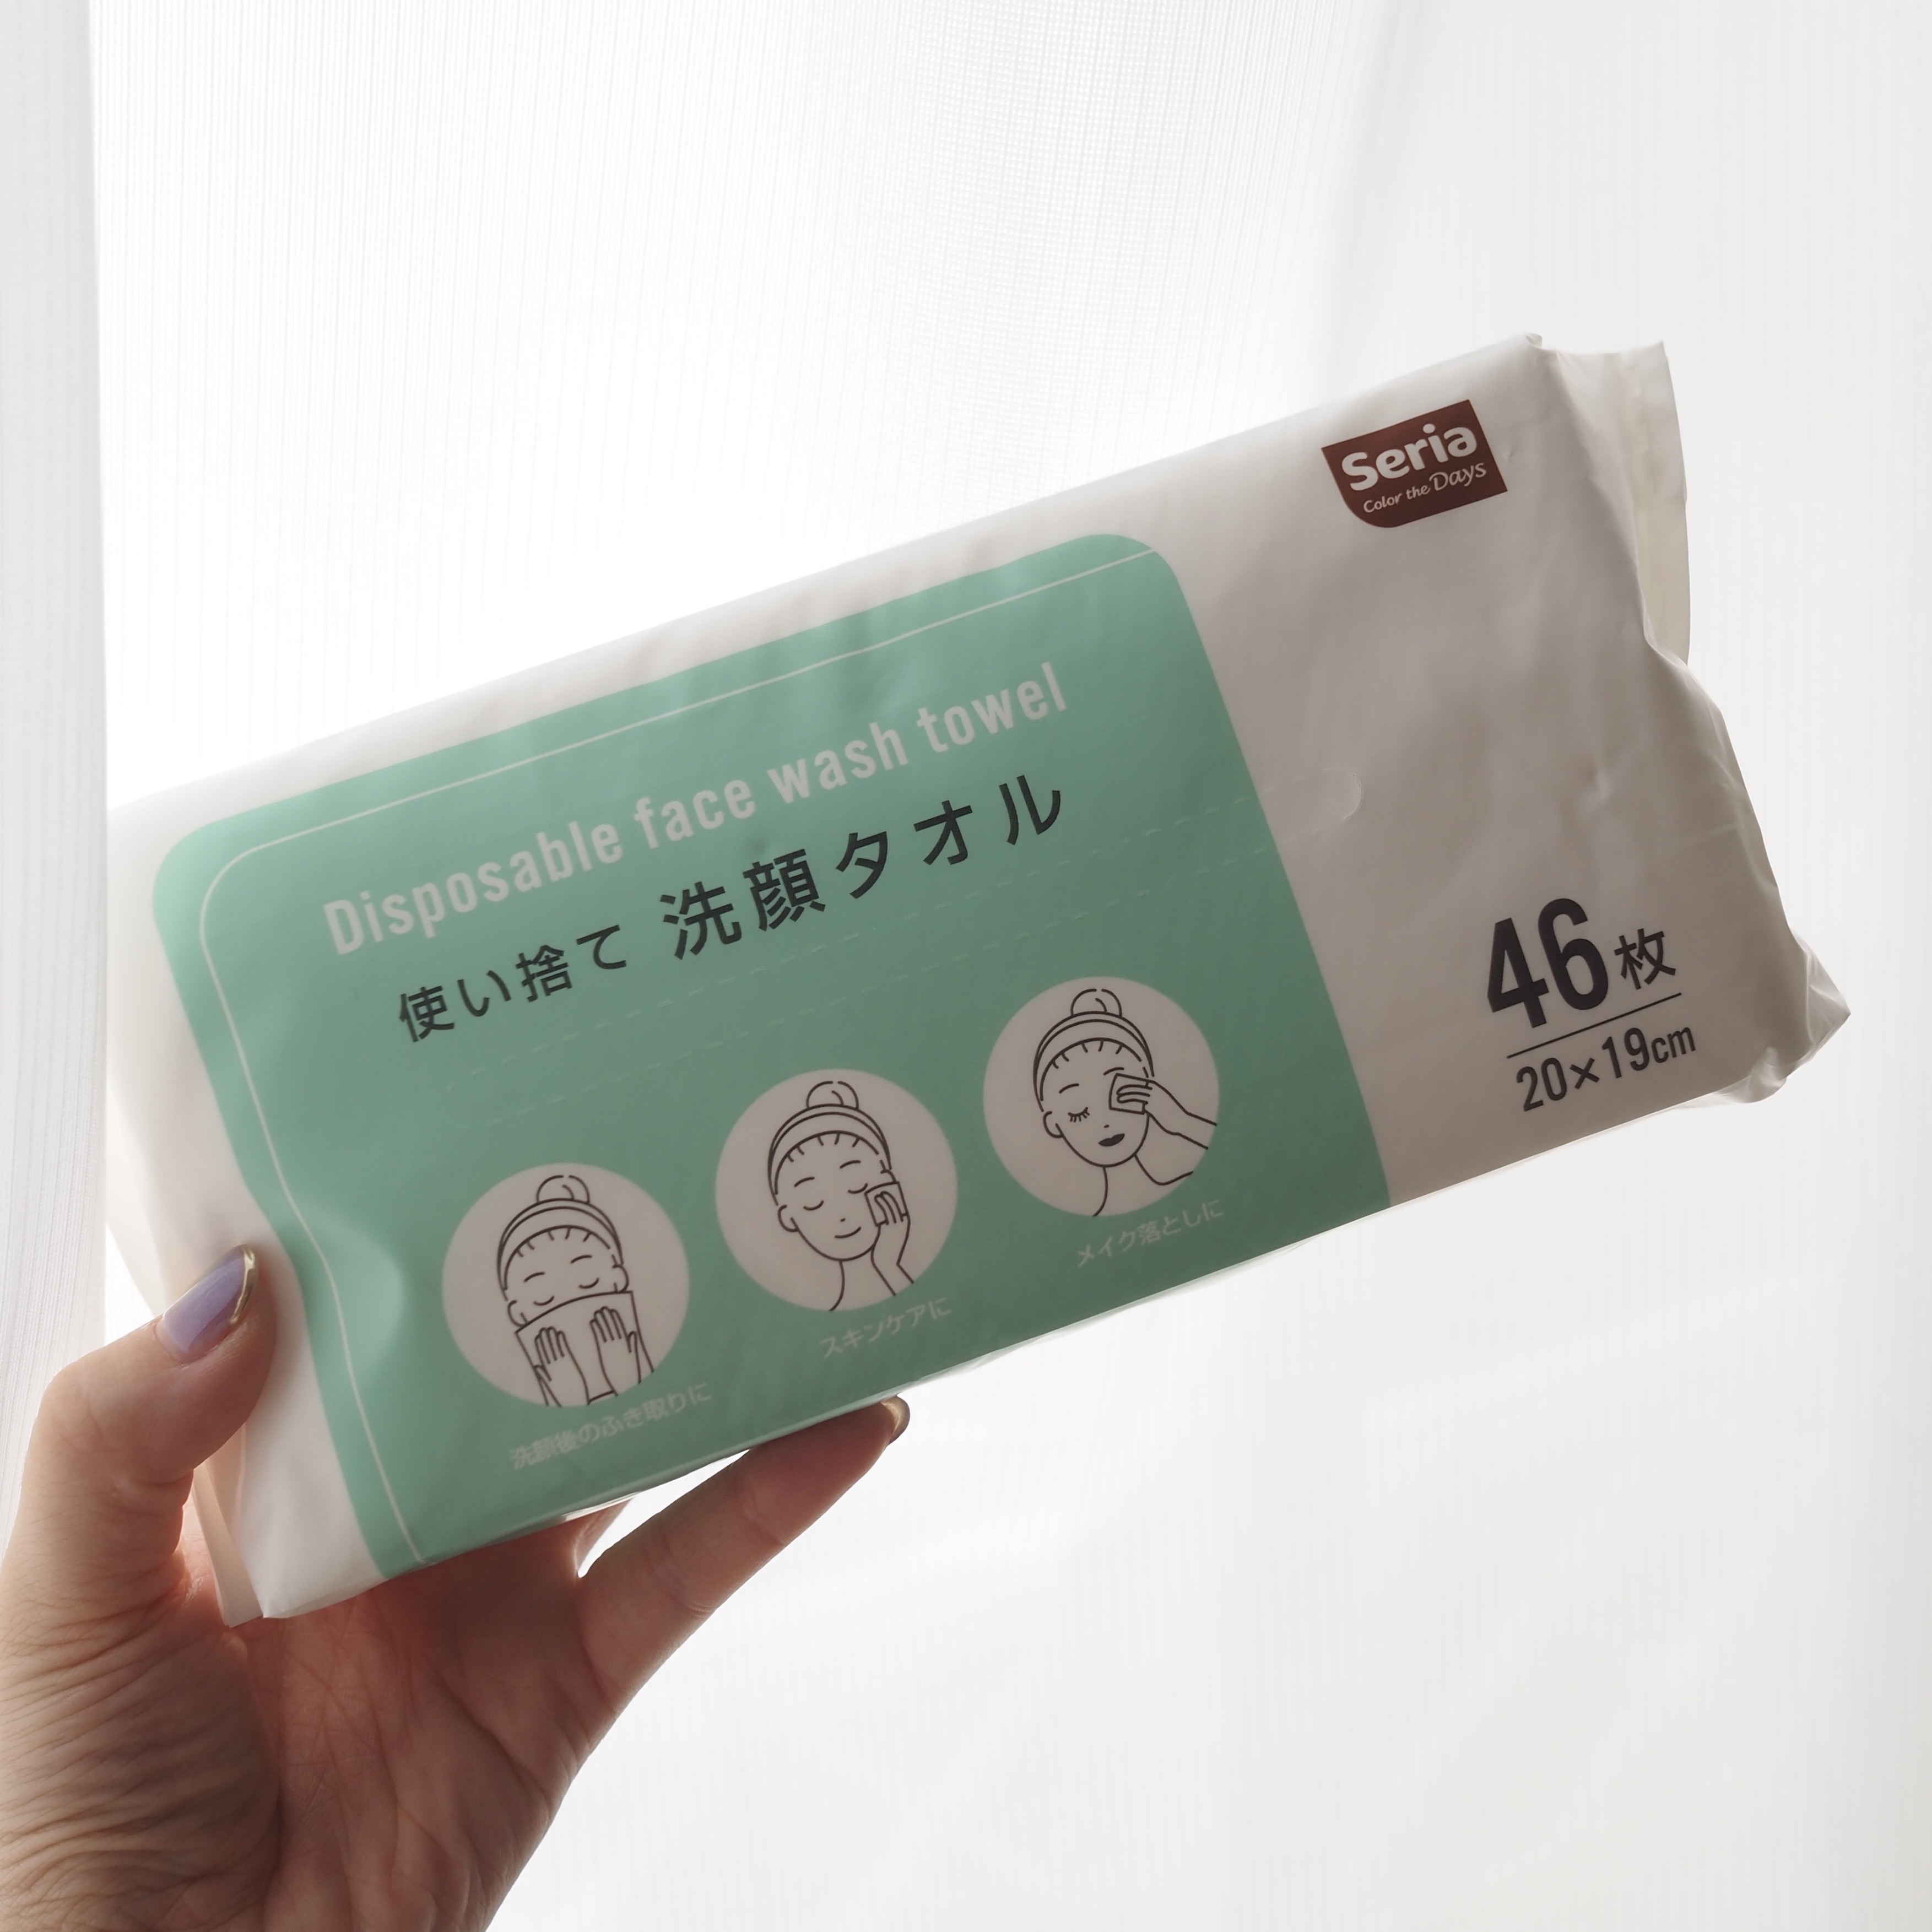 Seria
Color the Days
Disposable face wash towel
使い捨て 洗顔タオル
46枚
20×19cm
洗顔後のふき取りに
スキンケアに
メイク落としに